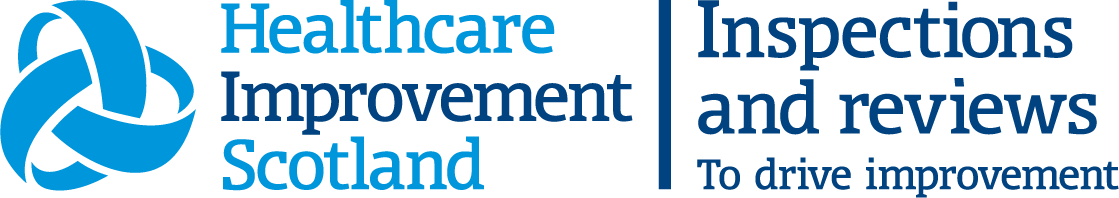 Healthcare
Improvement
Scotland
Inspections
and reviews
To drive improvement